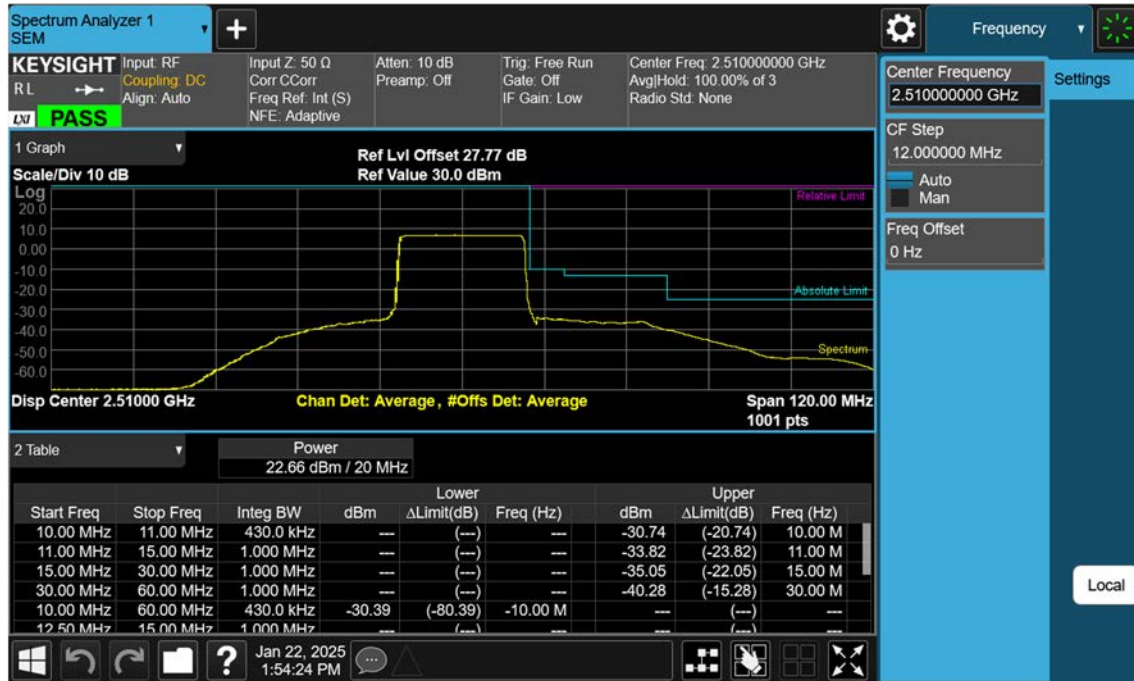 Spectrum Analyzer 1
SEM
Frequency
KEYSIGHT
RL
LXI PASS
Input: RF
Coupling: DC
Align: Auto
Input Z: 50 Ω
Corr CCorr
Freq Ref: Int (S)
NFE: Adaptive
Atten: 10 dB
Preamp: Off
Trig: Free Run
Gate: Off
IF Gain: Low
Center Freq: 2.510000000 GHz
Avg|Hold: 100.00% of 3
Radio Std: None
Center Frequency
2.510000000 GHz
Settings
CF Step
12.000000 MHz
Auto
Man
Freq Offset
0 Hz
Local
1 Graph
Scale/Div 10 dB
Ref Lvl Offset 27.77 dB
Ref Value 30.0 dBm
Log
20.0
10.0
0.00
-10.0
-20.0
-30.0
-40.0
-50.0
-60.0
Relative Limit
Absolute Limit
Spectrum
Disp Center 2.51000 GHz
Chan Det: Average, #Offs Det: Average
Span 120.00 MHz
1001 pts
2 Table
Power
22.66 dBm / 20 MHz
Lower Upper
Start Freq Stop Freq Integ BW dBm ΔLimit(dB) Freq (Hz) dBm ΔLimit(dB) Freq (Hz)
10.00 MHz 11.00 MHz 430.0 kHz --- (---) --- -30.74 (-20.74) 10.00 M
11.00 MHz 15.00 MHz 1.000 MHz --- (---) --- -33.82 (-23.82) 11.00 M
15.00 MHz 30.00 MHz 1.000 MHz --- (---) --- -35.05 (-22.05) 15.00 M
30.00 MHz 60.00 MHz 1.000 MHz --- (---) --- -40.28 (-15.28) 30.00 M
10.00 MHz 60.00 MHz 430.0 kHz -30.39 (-80.39) -10.00 M --- (---) ---
12.50 MHz 15.00 MHz 1.000 MHz --- (---) --- --- (---) ---
?
Jan 22, 2025
1:54:24 PM